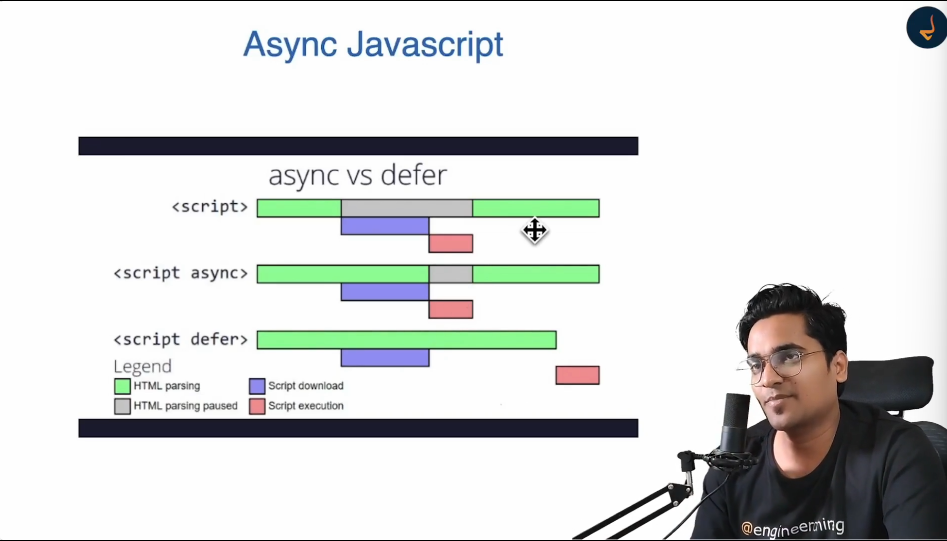 Async Javascript
async vs defer
<script>
<script async>
<script defer>
Legend
HTML parsing
Script download
HTML parsing paused
Script execution